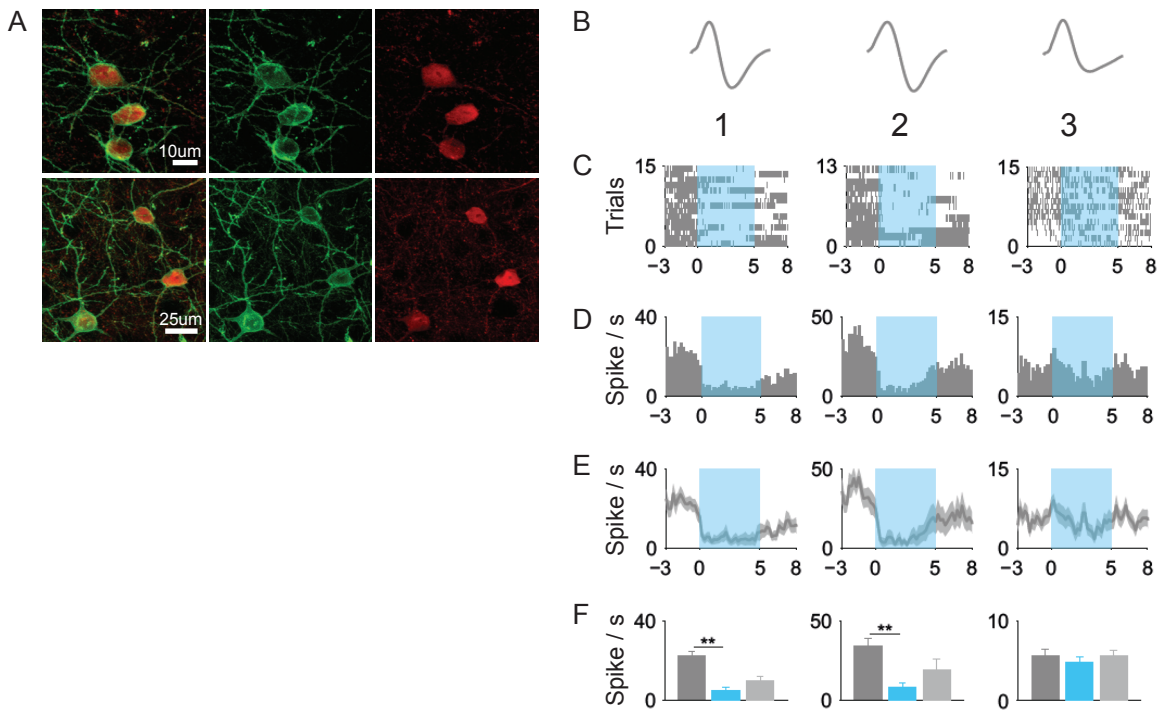 A
10um
25um
B
1 2 3
C
Trials
15 0 −3 0 5 8
13 0 −3 0 5 8
15 0 −3 0 5 8
D
Spike / s
40 0 −3 0 5 8
50 0 −3 0 5 8
15 0 −3 0 5 8
E
Spike / s
40 0 −3 0 5 8
50 0 −3 0 5 8
15 0 −3 0 5 8
F
Spike / s
40 0 **
50 0 **
10 0